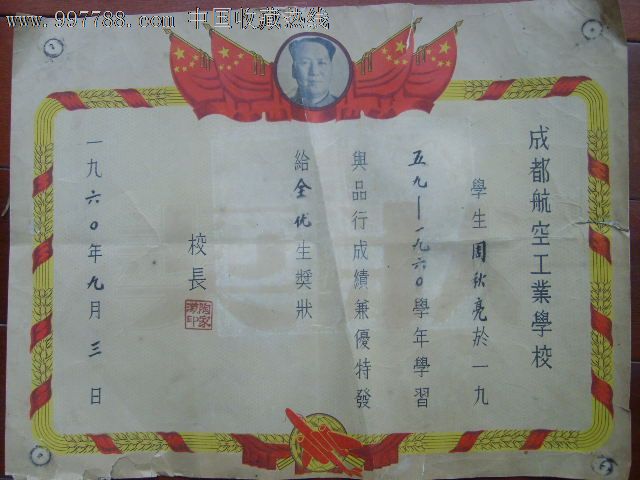 www.997788.com 中国收藏热线
成都航空工業學校
學生周秋亮於一九
五九—一九六〇學年學習
與品行成績兼優特發
給全优生獎狀
校長
一九六〇年九月三日